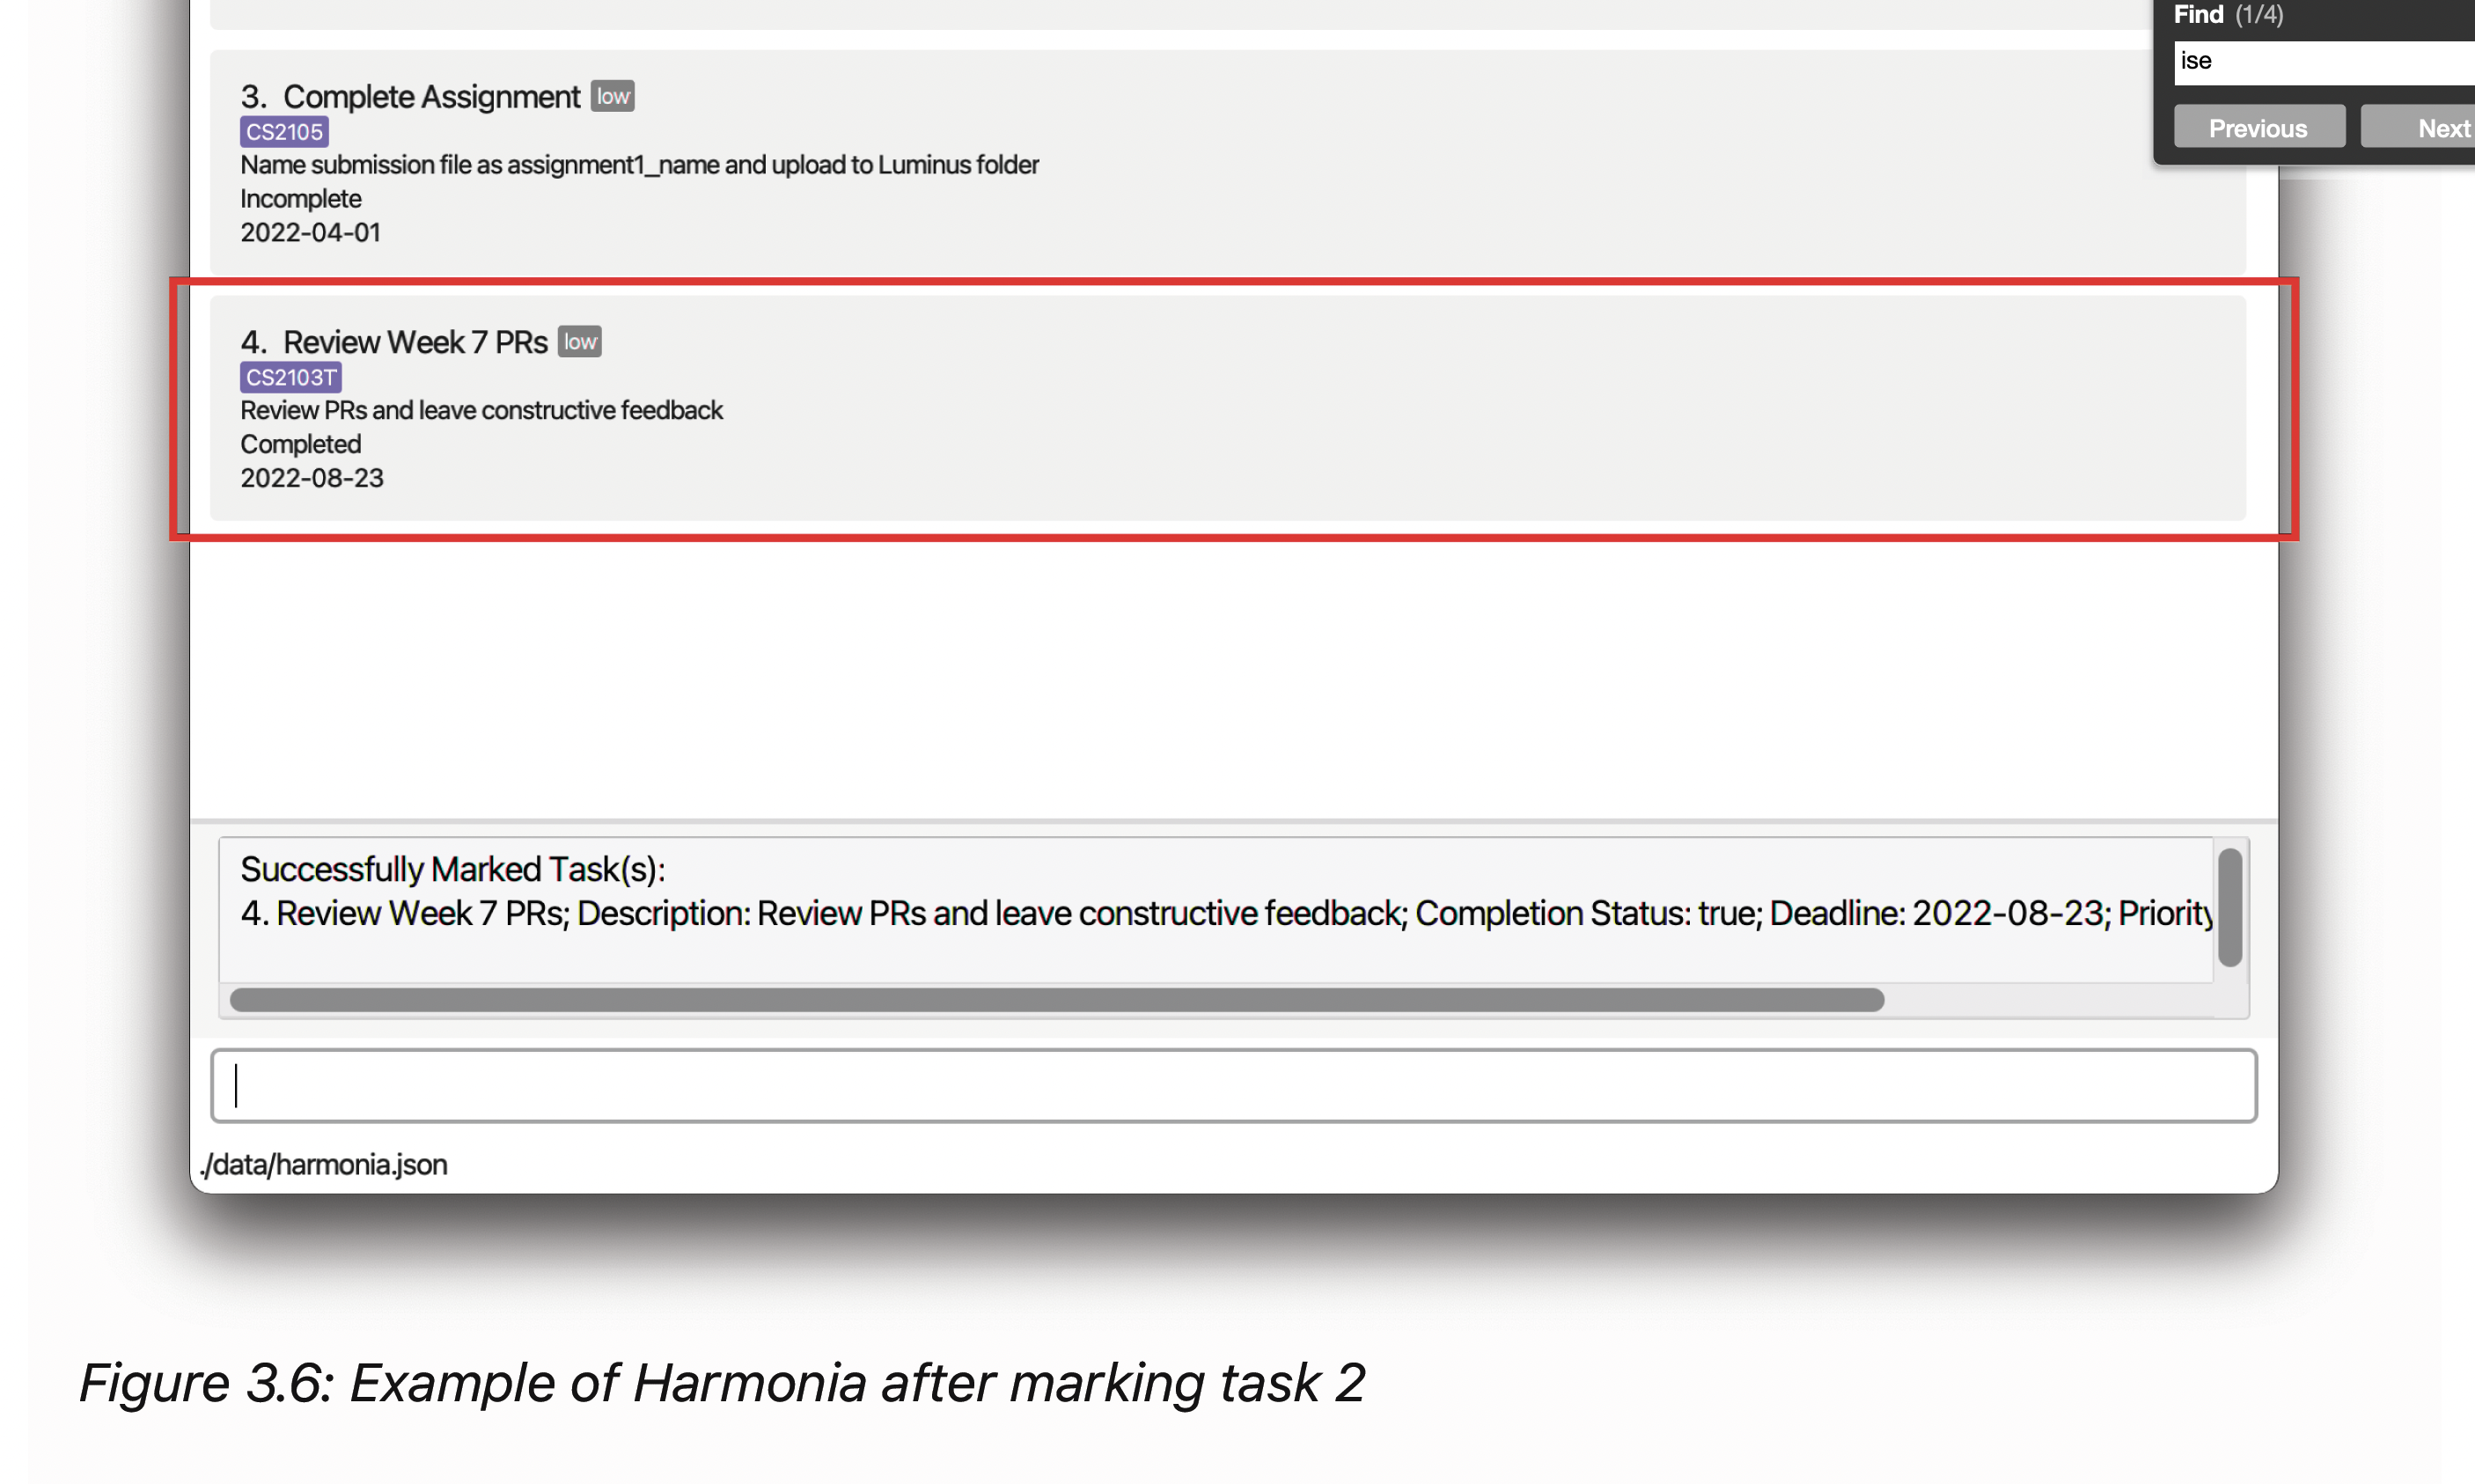 Find (1/4)
ise
Previous Next
3. Complete Assignment low
CS2105
Name submission file as assignment1_name and upload to Luminus folder
Incomplete
2022-04-01
4. Review Week 7 PRs low
CS2103T
Review PRs and leave constructive feedback
Completed
2022-08-23
Successfully Marked Task(s):
4. Review Week 7 PRs; Description: Review PRs and leave constructive feedback; Completion Status: true; Deadline: 2022-08-23; Priority
./data/harmonia.json
Figure 3.6: Example of Harmonia after marking task 2